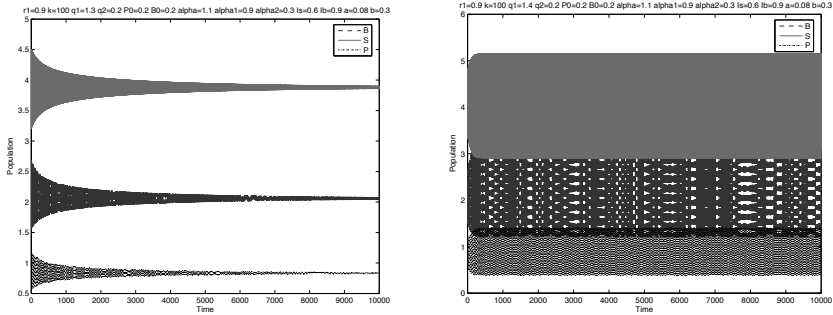 r1=0.9 k=100 q1=1.3 q2=0.2 P0=0.2 B0=0.2 alpha=1.1 alpha1=0.9 alpha2=0.3 ls=0.6 lb=0.9 a=0.08 b=0.3
5
4.5
4
3.5
3
2.5
2
1.5
1
0.5
Population
B
S
P
0 1000 2000 3000 4000 5000 6000 7000 8000 9000 10000
Time
r1=0.9 k=100 q1=1.4 q2=0.2 P0=0.2 B0=0.2 alpha=1.1 alpha1=0.9 alpha2=0.3 ls=0.6 lb=0.9 a=0.08 b=0.3
6
5
4
3
2
1
0
Population
B
S
P
0 1000 2000 3000 4000 5000 6000 7000 8000 9000 10000
Time